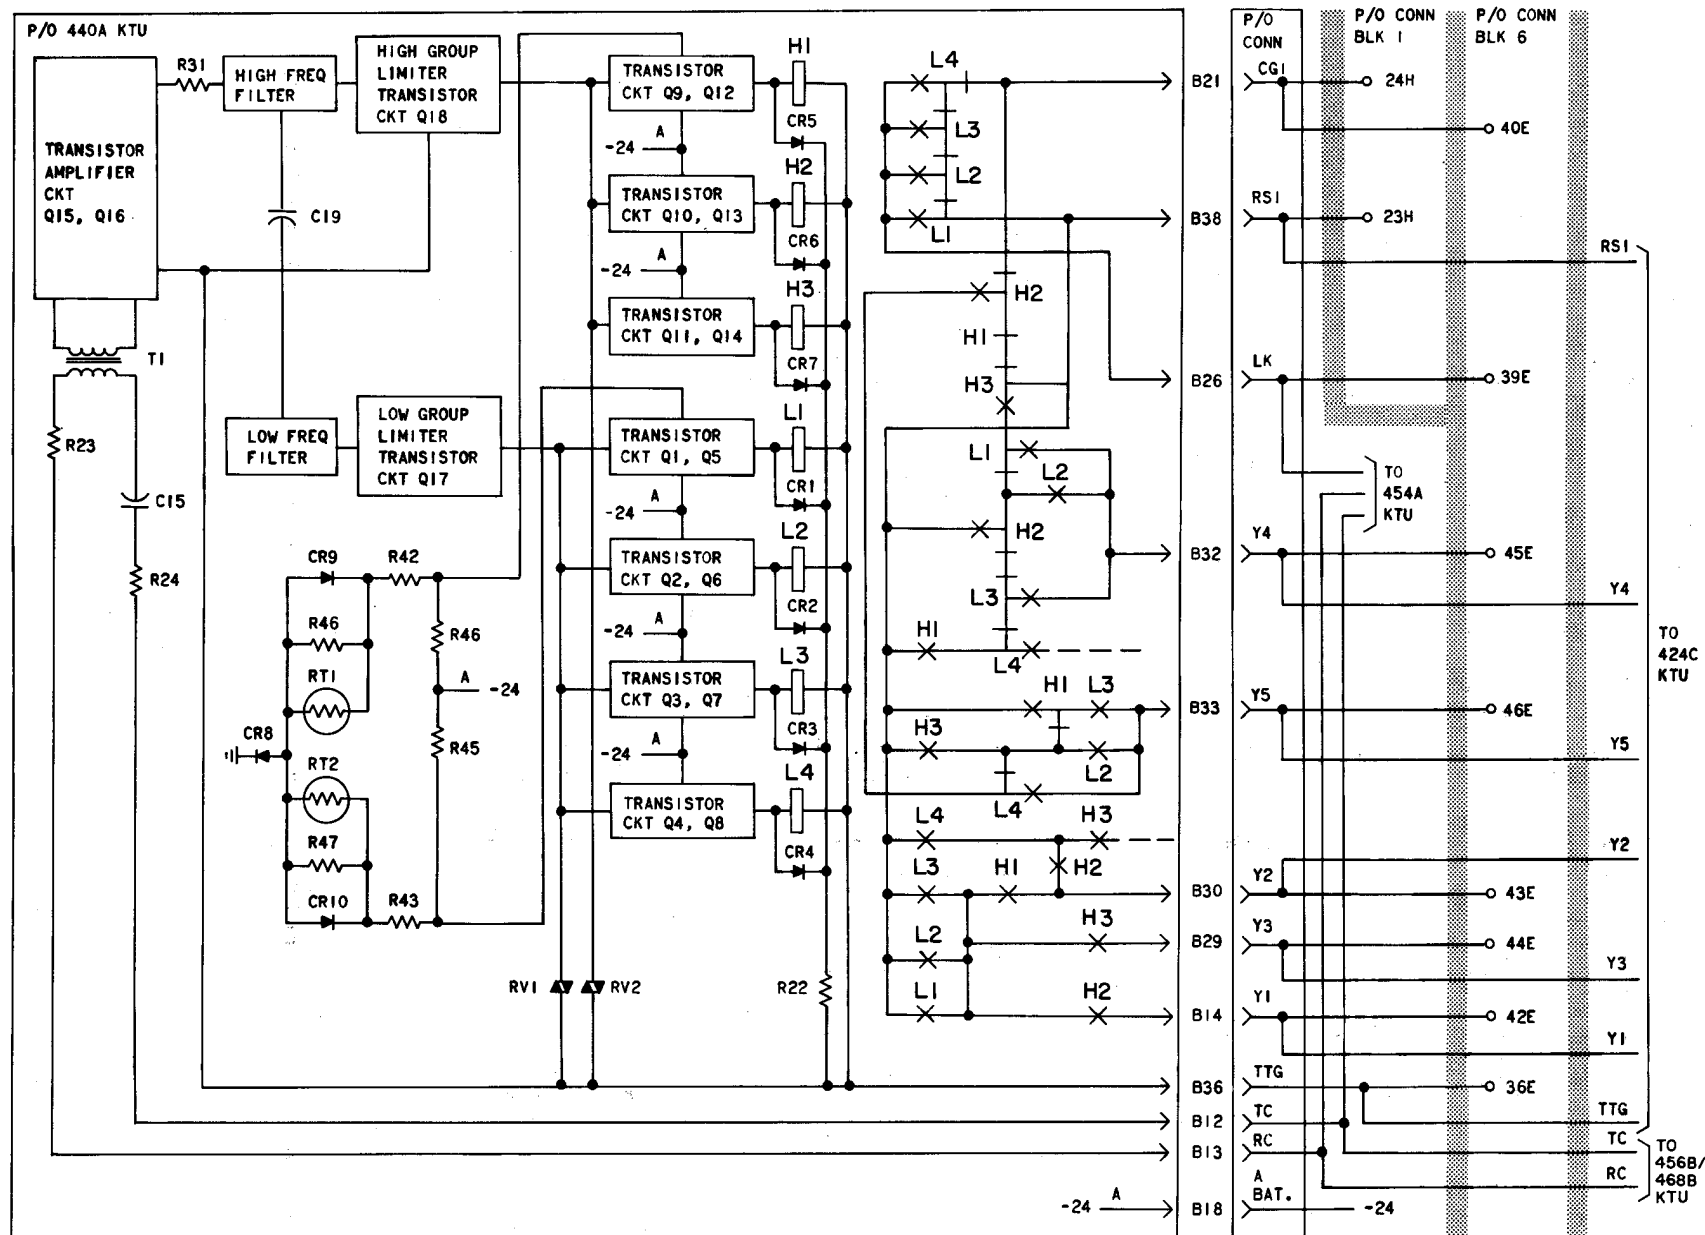 P/O 440A KTU
TRANSISTOR
AMPLIFIER
CKT
Q15, Q16
R31
HIGH FREQ
FILTER
HIGH GROUP
LIMITER
TRANSISTOR
CKT Q18
C19
T1
R23
C15
R24
LOW FREQ
FILTER
LOW GROUP
LIMITER
TRANSISTOR
CKT Q17
TRANSISTOR
CKT Q9, Q12
A
-24
TRANSISTOR
CKT Q10, Q13
A
-24
TRANSISTOR
CKT Q11, Q14
TRANSISTOR
CKT Q1, Q5
A
-24
TRANSISTOR
CKT Q2, Q6
A
-24
TRANSISTOR
CKT Q3, Q7
A
-24
TRANSISTOR
CKT Q4, Q8
H1
CR5
H2
CR6
H3
CR7
L1
CR1
L2
CR2
L3
CR3
L4
CR4
CR9
R42
R46
R46
RT1
A
-24
CR8
R45
RT2
R47
CR10
R43
RV1
RV2
R22
L4
L3
L2
L1
H2
H1
H3
L1
L2
H2
L3
H1
L4
H1
L3
H3
L2
L4
L4
H3
L3
H1
H2
L2
H3
L1
H2
-24
A
B21
B38
B26
B32
B33
B30
B29
B14
B36
B12
B13
B18
P/O
CONN
CG1
RS1
LK
Y4
Y5
Y2
Y3
Y1
TTG
TC
RC
A
BAT.
P/O CONN
BLK 1
24H
23H
P/O CONN
BLK 6
40E
39E
TO
454A
KTU
45E
46E
43E
44E
42E
36E
-24
RS1
Y4
Y5
Y2
Y3
Y1
TTG
TO
424C
KTU
TC
RC
TO
456B/
468B
KTU